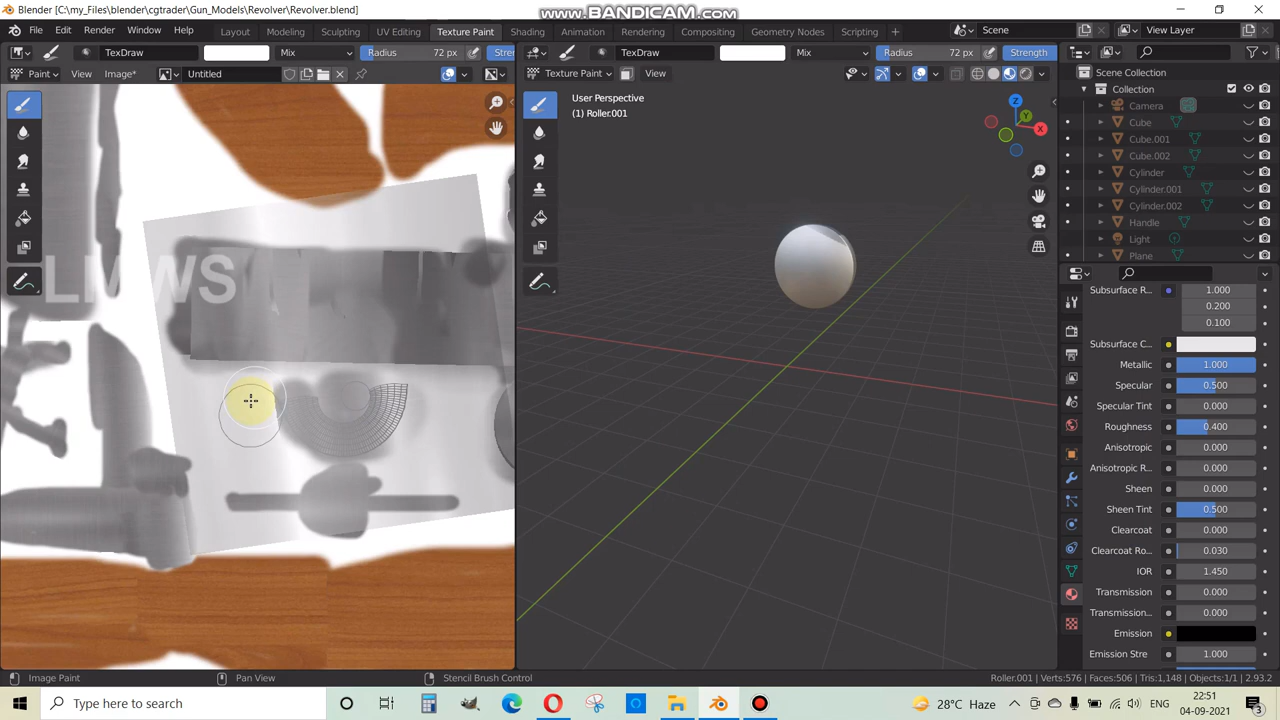 Blender [C:\my_Files\blender\cgtrader\Gun_Models\Revolver\Revolver.blend]
www.BANDICAM.com
File Edit Render Window Help Layout Modeling Sculpting UV Editing Texture Paint Shading Animation Rendering Compositing Geometry Nodes Scripting Scene View Layer
TexDraw Mix Radius 72 px Stren TexDraw Mix Radius 72 px Strength
Paint View Image* Untitled Texture Paint View Scene Collection
User Perspective
(1) Roller.001
Z
Y
X
Collection
Camera
Cube
Cube.001
Cube.002
Cylinder
Cylinder.001
Cylinder.002
Handle
Light
Plane
LMWS
Subsurface R... 1.000
0.200
0.100
Subsurface C...
Metallic 1.000
Specular 0.500
Specular Tint 0.000
Roughness 0.400
Anisotropic 0.000
Anisotropic R... 0.000
Sheen 0.000
Sheen Tint 0.500
Clearcoat 0.000
Clearcoat Ro... 0.030
IOR 1.450
Transmission 0.000
Transmission... 0.000
Emission
Emission Stre 1.000
Image Paint Pan View Stencil Brush Control Roller.001 | Verts:576 | Faces:506 | Tris:1,148 | Objects:1/1 | 2.93.2
Type here to search 28°C Haze ENG 22:51
04-09-2021
3